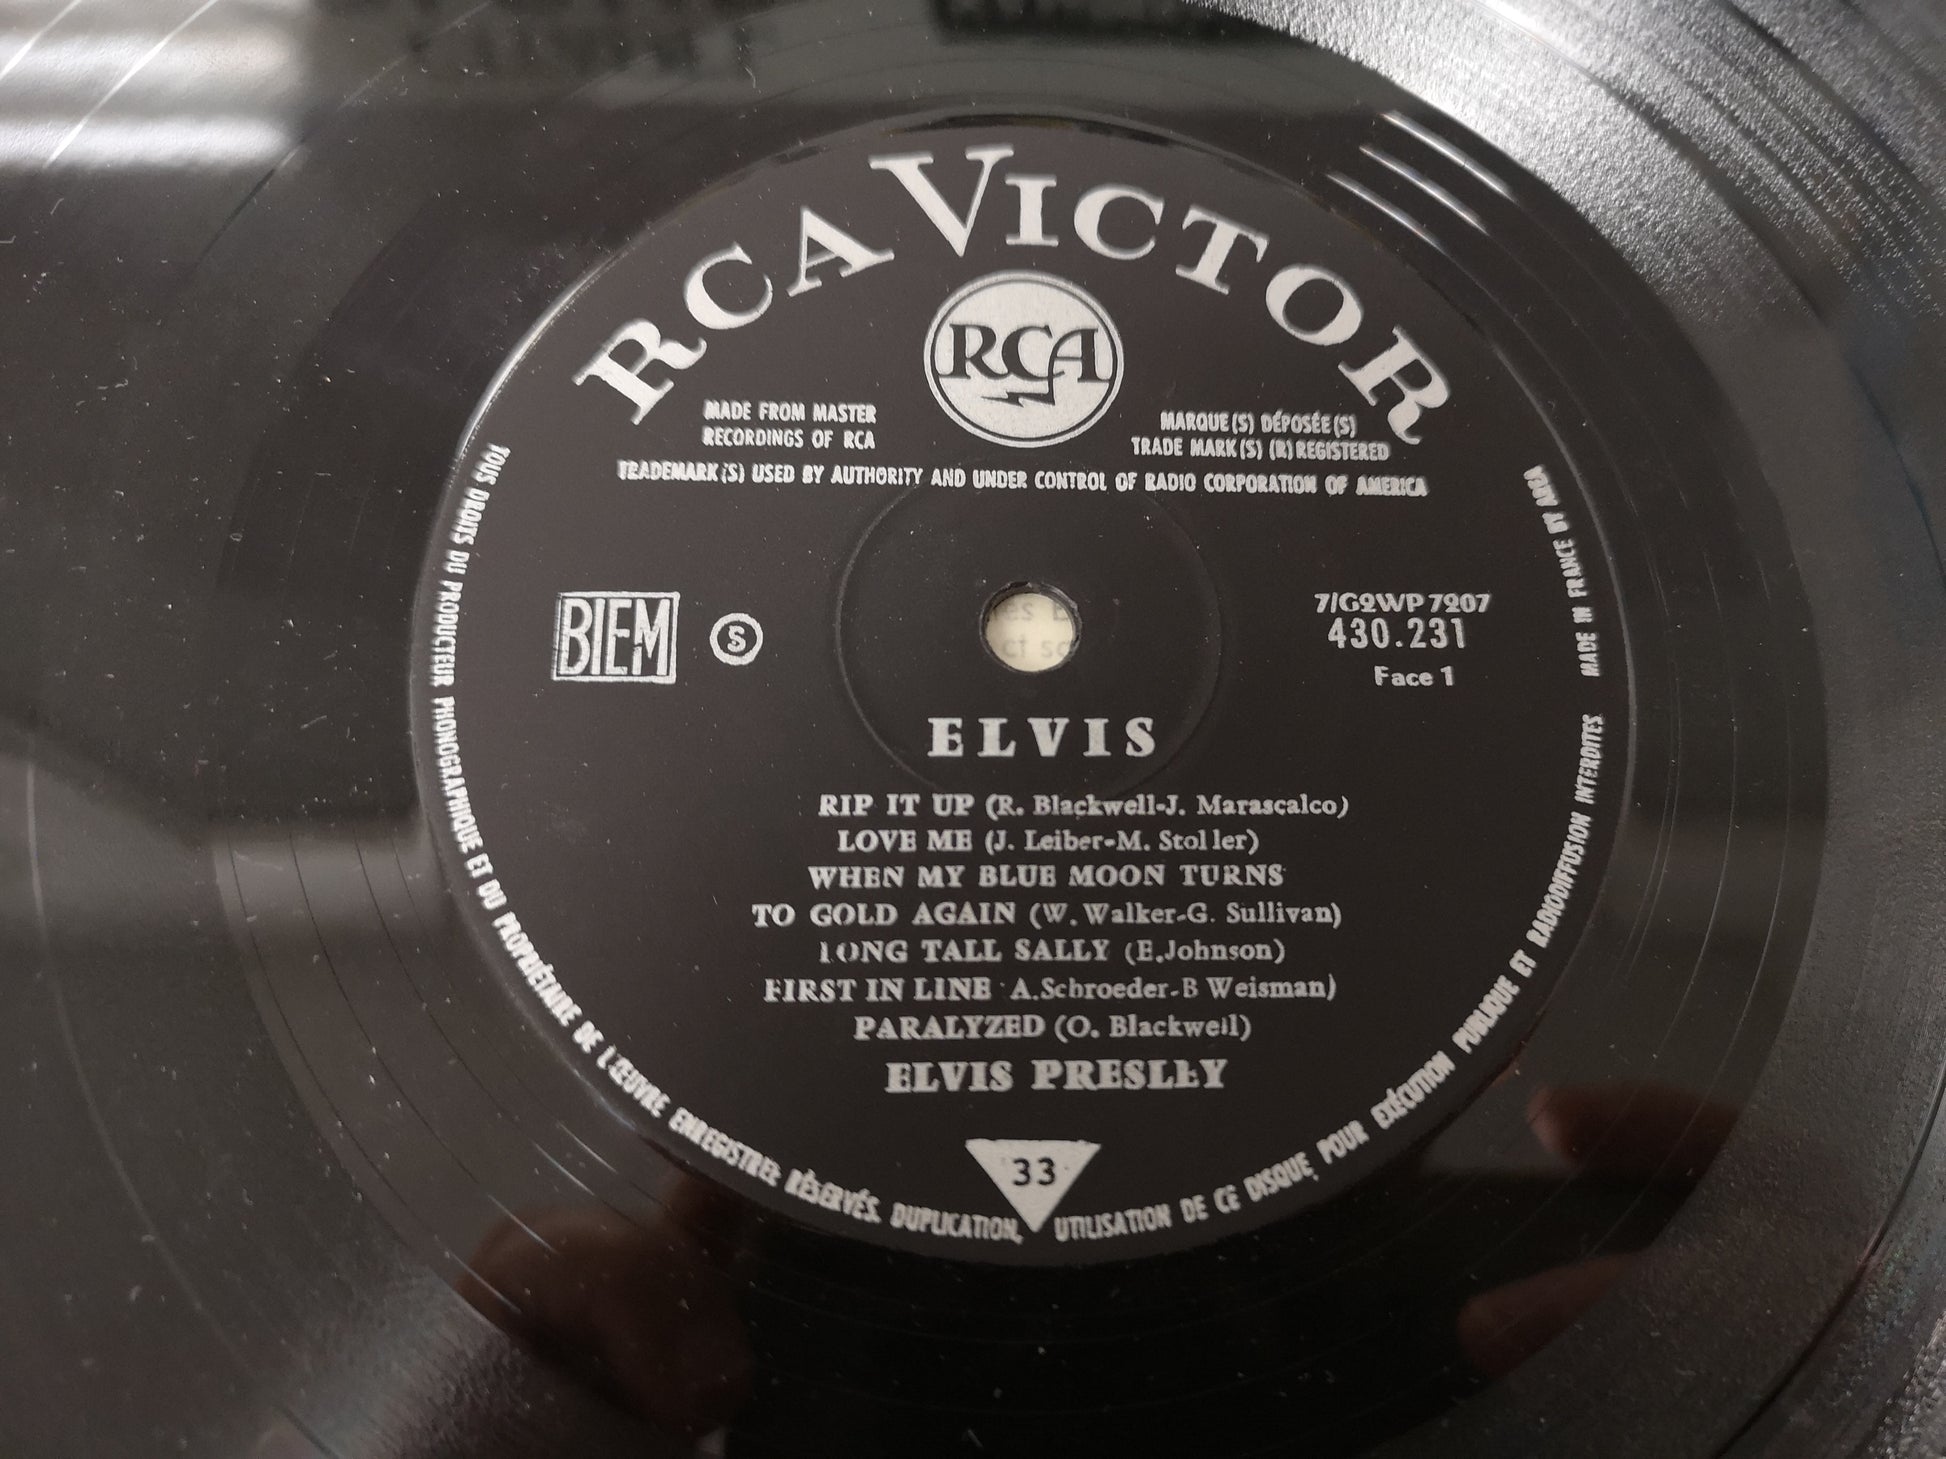 RCA VICTOR
RCA
MADE FROM MASTER
RECORDINGS OF RCA
MARQUE(S) DÉPOSÉE(S)
TRADE MARK(S) (R) REGISTERED
TRADEMARK(S) USED BY AUTHORITY AND UNDER CONTROL OF RADIO CORPORATION OF AMERICA
BIEM
S
7/G2WP 7207
430.231
Face 1
ELVIS
RIP IT UP (R. Blackwell-J. Marascalco)
LOVE ME (J. Leiber-M. Stoller)
WHEN MY BLUE MOON TURNS
TO GOLD AGAIN (W. Walker-G. Sullivan)
LONG TALL SALLY (E.Johnson)
FIRST IN LINE A.Schroeder-B Weisman)
PARALYZED (O. Blackwell)
ELVIS PRESLEY
33
TOUS DROITS DU PRODUCTEUR PHONOGRAPHIQUE ET DU PROPRIÉTAIRE DE L'ŒUVRE ENREGISTRÉE RÉSERVÉS. DUPLICATION, UTILISATION DE CE DISQUE POUR EXÉCUTION PUBLIQUE ET RADIODIFFUSION INTERDITES MADE IN FRANCE BY AREA